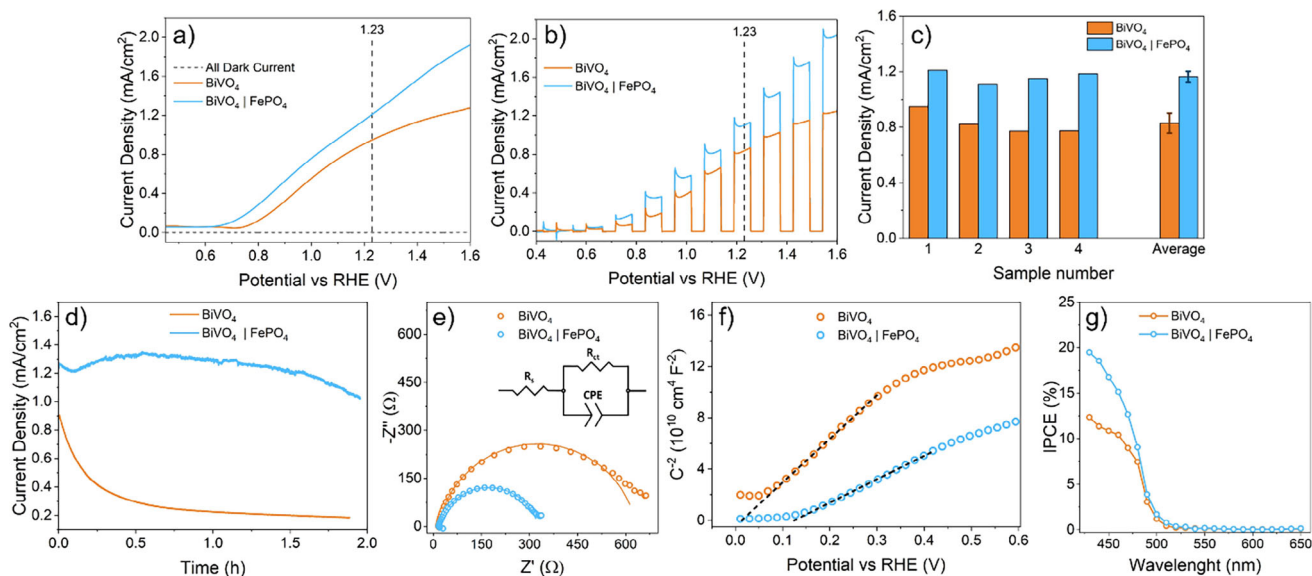 a)
1.23
All Dark Current
BiVO₄
BiVO₄ | FePO₄
Current Density (mA/cm²)
2.0
1.6
1.2
0.8
0.4
0.0
0.6 0.8 1.0 1.2 1.4 1.6
Potential vs RHE (V)
b)
1.23
BiVO₄
BiVO₄ | FePO₄
Current Density (mA/cm²)
2.0
1.6
1.2
0.8
0.4
0.0
0.4 0.6 0.8 1.0 1.2 1.4 1.6
Potential vs RHE (V)
c)
BiVO₄
BiVO₄ | FePO₄
Current Density (mA/cm²)
1.6
1.2
0.8
0.4
0.0
1 2 3 4 Average
Sample number
d)
BiVO₄
BiVO₄ | FePO₄
Current Density (mA/cm²)
1.6
1.4
1.2
1.0
0.8
0.6
0.4
0.2
0.0 0.5 1.0 1.5 2.0
Time (h)
e)
BiVO₄
BiVO₄ | FePO₄
Rct
Rs
CPE
-Z'' (Ω)
600
450
300
150
0
0 150 300 450 600
Z' (Ω)
f)
BiVO₄
BiVO₄ | FePO₄
C⁻² (10¹⁰ cm⁴ F⁻²)
16
12
8
4
0
0.0 0.1 0.2 0.3 0.4 0.5 0.6
Potential vs RHE (V)
g)
BiVO₄
BiVO₄ | FePO₄
IPCE (%)
25
20
15
10
5
0
450 500 550 600 650
Wavelenght (nm)